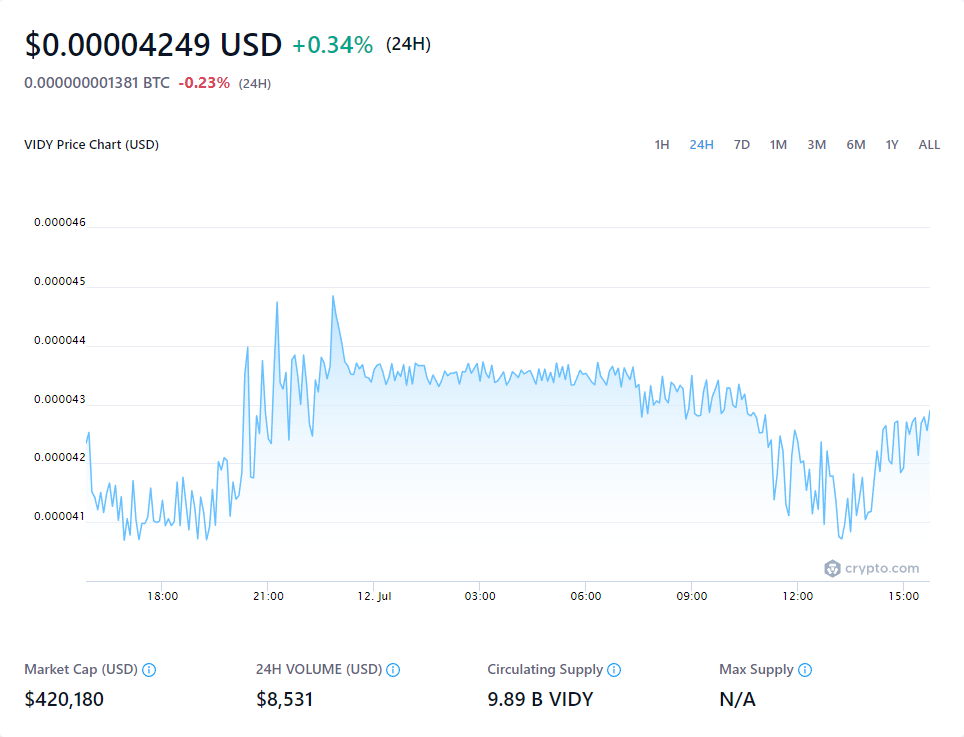 $0.00004249 USD +0.34% (24H)
0.000000001381 BTC -0.23% (24H)
VIDY Price Chart (USD) 1H 24H 7D 1M 3M 6M 1Y ALL
0.000046
0.000045
0.000044
0.000043
0.000042
0.000041
crypto.com
18:00 21:00 12. Jul 03:00 06:00 09:00 12:00 15:00
Market Cap (USD) 24H VOLUME (USD) Circulating Supply Max Supply
$420,180 $8,531 9.89 B VIDY N/A